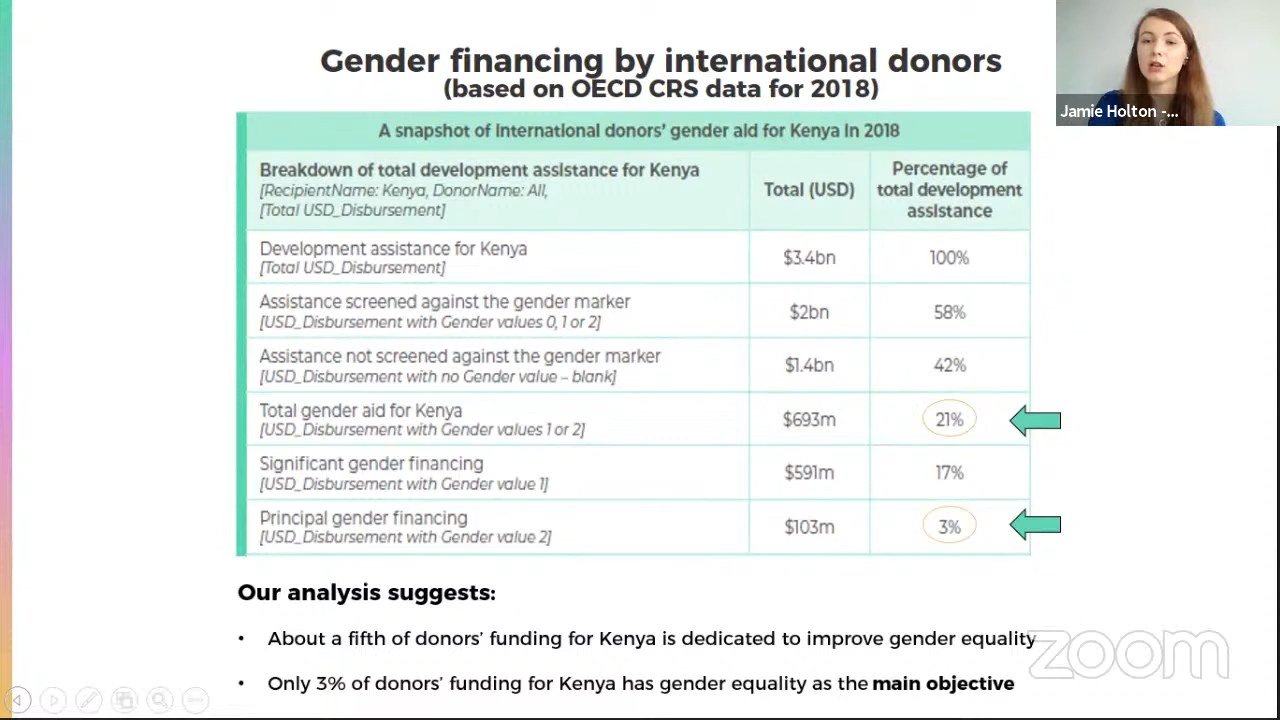 Gender financing by international donors
(based on OECD CRS data for 2018)
Jamie Holton -...
A snapshot of International donors' gender aid for Kenya In 2018
Breakdown of total development assistance for Kenya
[RecipientName: Kenya, DonorName: All,
[Total USD_Disbursement]
Total (USD)
Percentage of
total development
assistance
Development assistance for Kenya
[Total USD_Disbursement]
$3.4bn
100%
Assistance screened against the gender marker
[USD_Disbursement with Gender values 0, 1 or 2]
$2bn
58%
Assistance not screened against the gender marker
[USD_Disbursement with no Gender value – blank]
$1.4bn
42%
Total gender aid for Kenya
[USD_Disbursement with Gender values 1 or 2]
$693m
21%
Significant gender financing
[USD_Disbursement with Gender value 1]
$591m
17%
Principal gender financing
[USD_Disbursement with Gender value 2]
$103m
3%
Our analysis suggests:
• About a fifth of donors' funding for Kenya is dedicated to improve gender equality
• Only 3% of donors' funding for Kenya has gender equality as the main objective
zoom